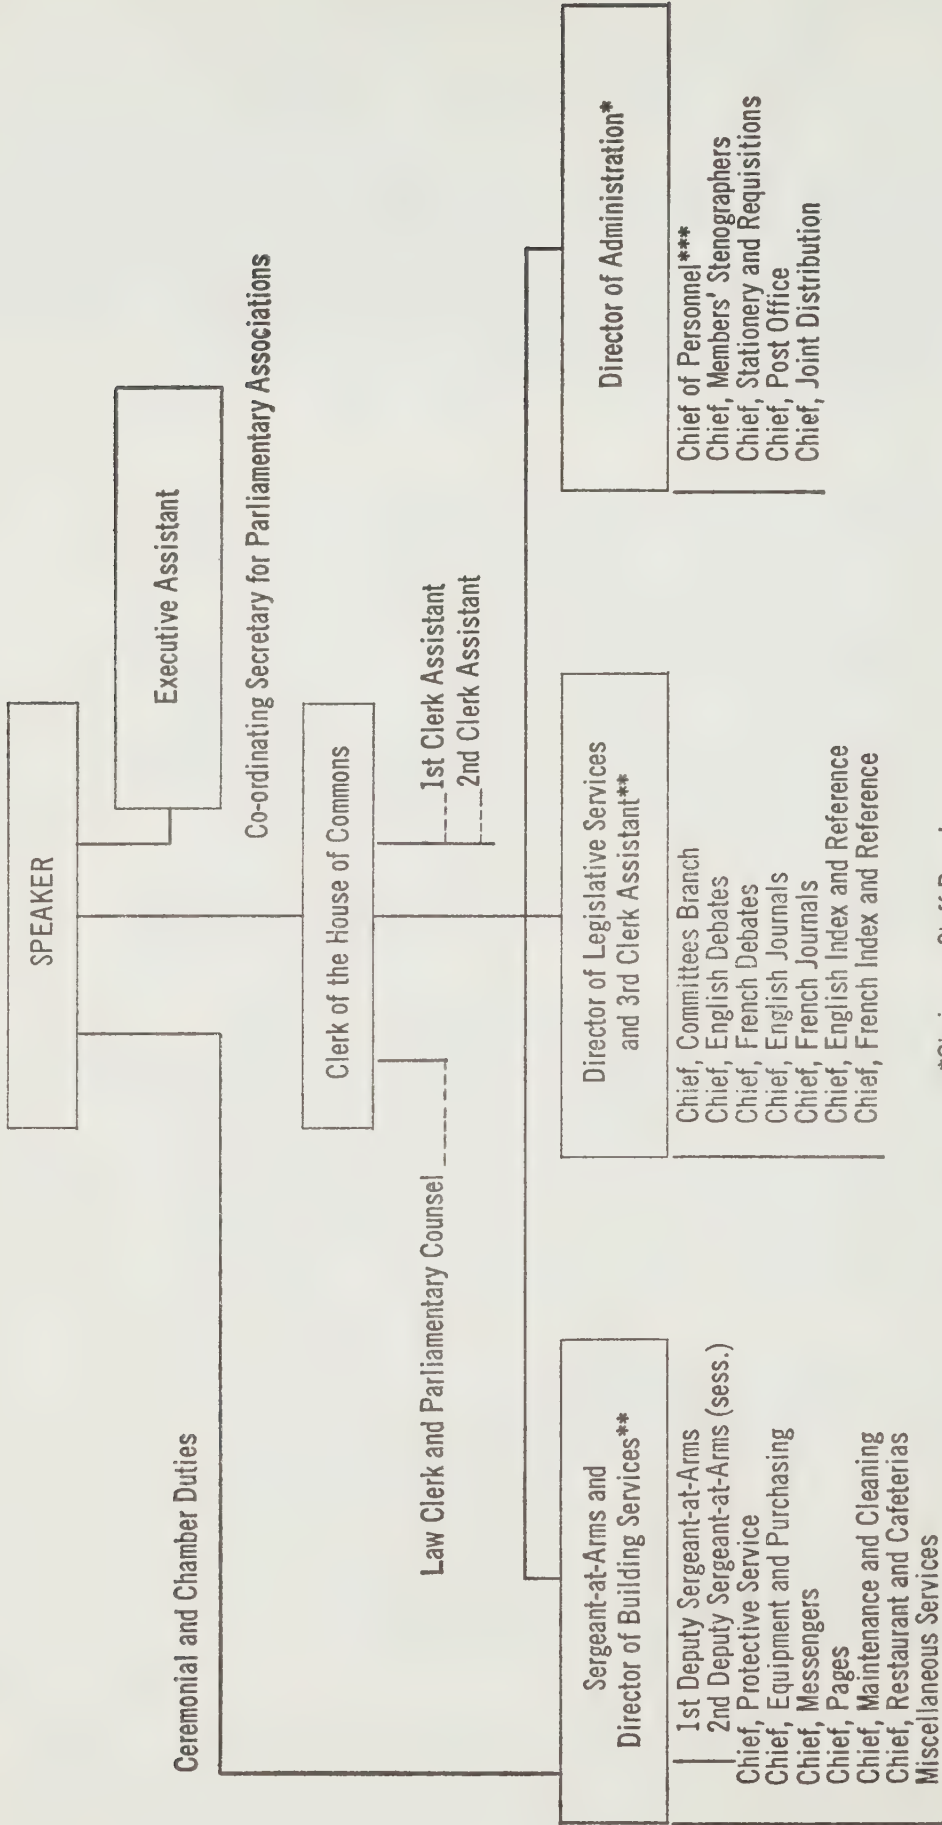 SPEAKER
Executive Assistant
Co-ordinating Secretary for Parliamentary Associations
Ceremonial and Chamber Duties
Clerk of the House of Commons
1st Clerk Assistant
2nd Clerk Assistant
Law Clerk and Parliamentary Counsel
Sergeant-at-Arms and
Director of Building Services**
1st Deputy Sergeant-at-Arms
2nd Deputy Sergeant-at-Arms (sess.)
Chief, Protective Service
Chief, Equipment and Purchasing
Chief, Messengers
Chief, Pages
Chief, Maintenance and Cleaning
Chief, Restaurant and Cafeterias
Miscellaneous Services
Director of Legislative Services
and 3rd Clerk Assistant**
Chief, Committees Branch
Chief, English Debates
Chief, French Debates
Chief, English Journals
Chief, French Journals
Chief, English Index and Reference
Chief, French Index and Reference
Director of Administration*
Chief of Personnel***
Chief, Members' Stenographers
Chief, Stationery and Requisitions
Chief, Post Office
Chief, Joint Distribution